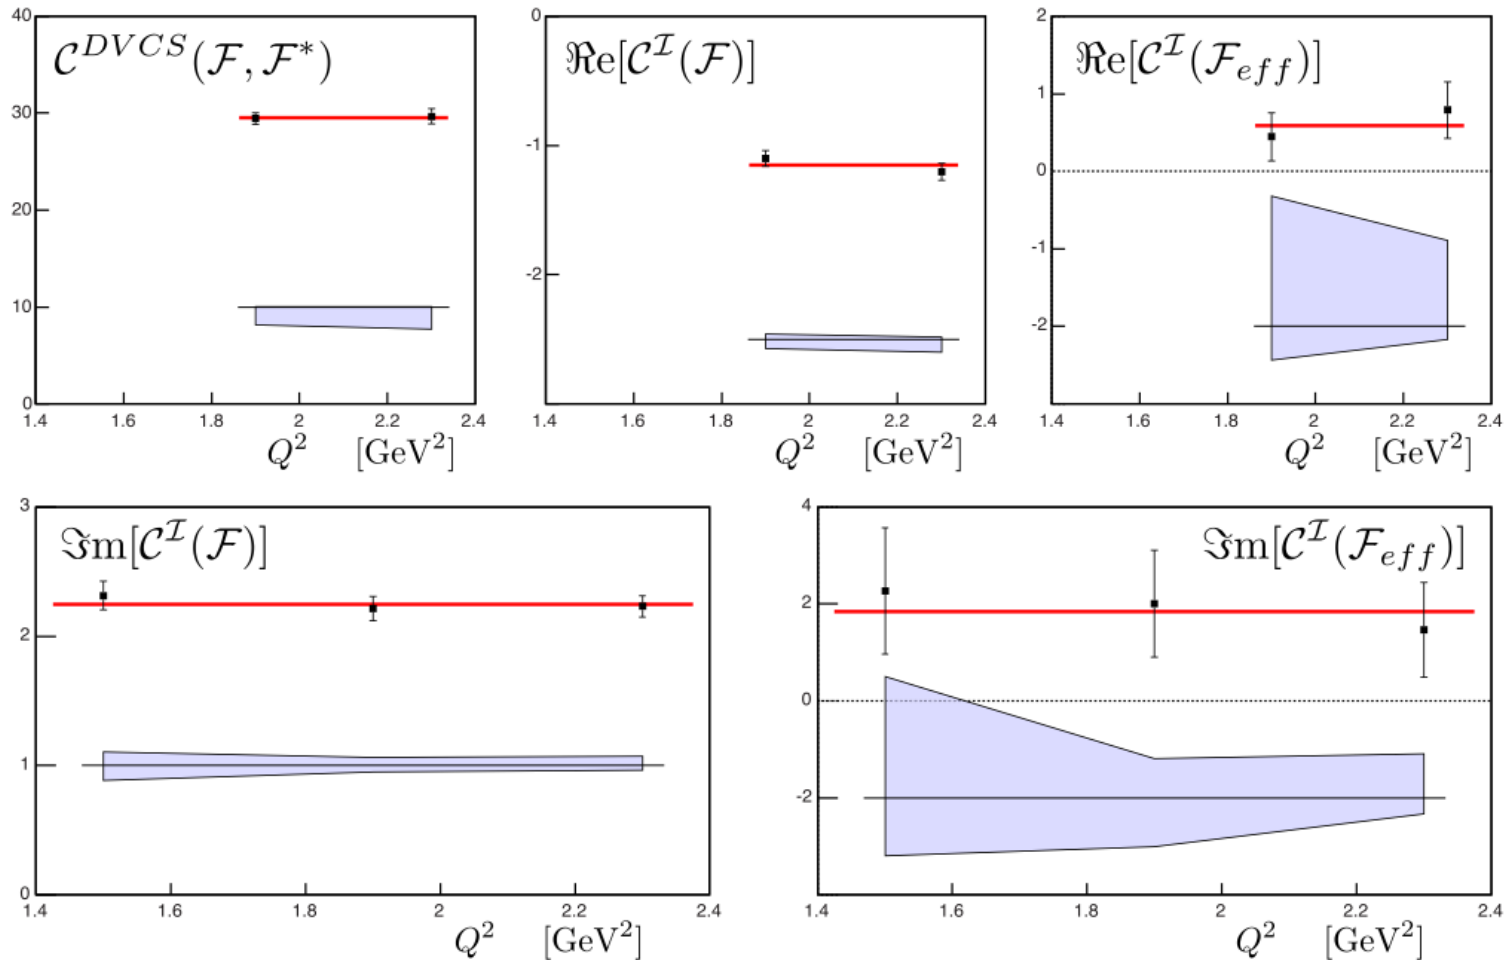 40
30
20
10
0
1.4 1.6 1.8 2 2.2 2.4
𝒞^{DVCS}(ℱ, ℱ*)
Q² [GeV²]
0
-1
-2
1.4 1.6 1.8 2 2.2 2.4
ℜe[𝒞^ℐ(ℱ)]
Q² [GeV²]
2
1
0
-1
-2
1.4 1.6 1.8 2 2.2 2.4
ℜe[𝒞^ℐ(ℱ_{eff})]
Q² [GeV²]
3
2
1
0
1.4 1.6 1.8 2 2.2 2.4
ℑm[𝒞^ℐ(ℱ)]
Q² [GeV²]
4
2
0
-2
1.4 1.6 1.8 2 2.2 2.4
ℑm[𝒞^ℐ(ℱ_{eff})]
Q² [GeV²]